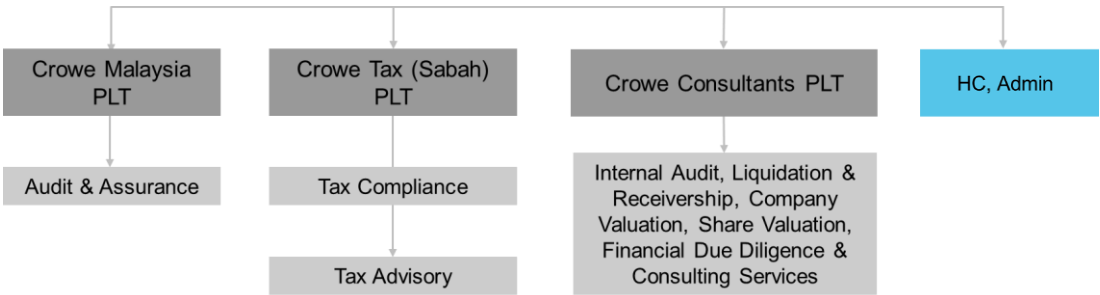 Crowe Malaysia
PLT
Crowe Tax (Sabah)
PLT
Crowe Consultants PLT
HC, Admin
Audit & Assurance
Tax Compliance
Tax Advisory
Internal Audit, Liquidation &
Receivership, Company
Valuation, Share Valuation,
Financial Due Diligence &
Consulting Services